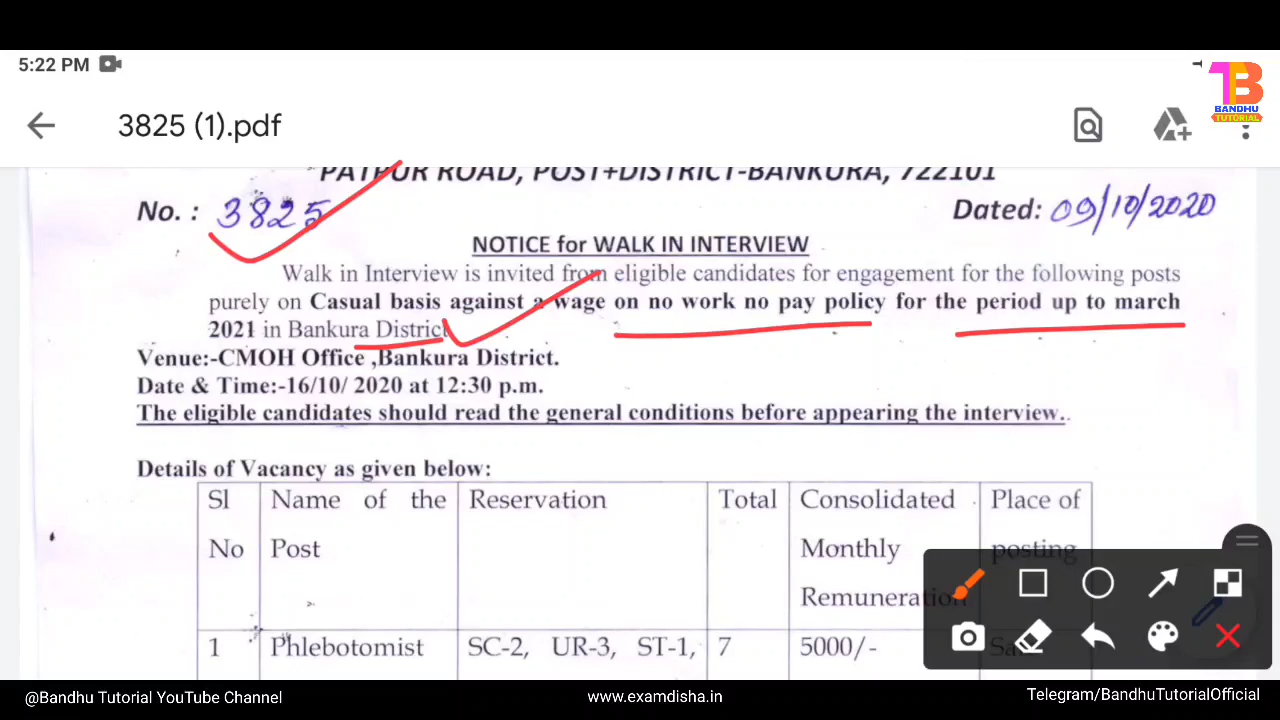 5:22 PM
TB
BANDHU
TUTORIAL
3825 (1).pdf
PATPUR ROAD, POST+DISTRICT-BANKURA, 722101
No. : 3825 Dated: 09/10/2020
NOTICE for WALK IN INTERVIEW
Walk in Interview is invited from eligible candidates for engagement for the following posts
purely on Casual basis against a wage on no work no pay policy for the period up to march
2021 in Bankura District
Venue:-CMOH Office ,Bankura District.
Date & Time:-16/10/ 2020 at 12:30 p.m.
The eligible candidates should read the general conditions before appearing the interview..
Details of Vacancy as given below:
Sl No Name of the Post Reservation Total Consolidated Monthly Remuneration Place of posting
1 Phlebotomist SC-2, UR-3, ST-1, 7 5000/-
@Bandhu Tutorial YouTube Channel www.examdisha.in Telegram/BandhuTutorialOfficial